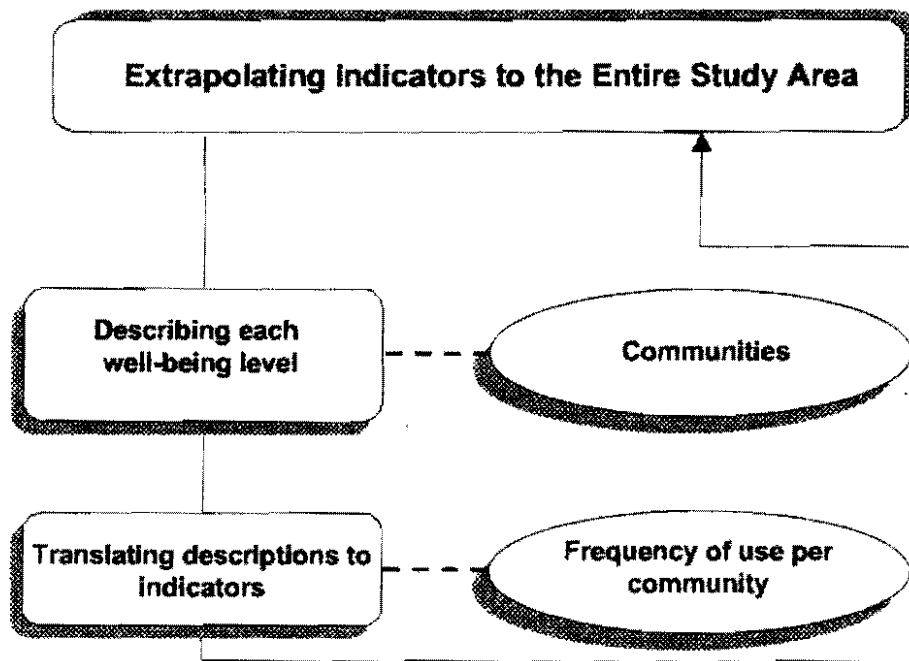 Extrapolating Indicators to the Entire Study Area
Describing each
well-being level
Communities
Translating descriptions to
indicators
Frequency of use per
community